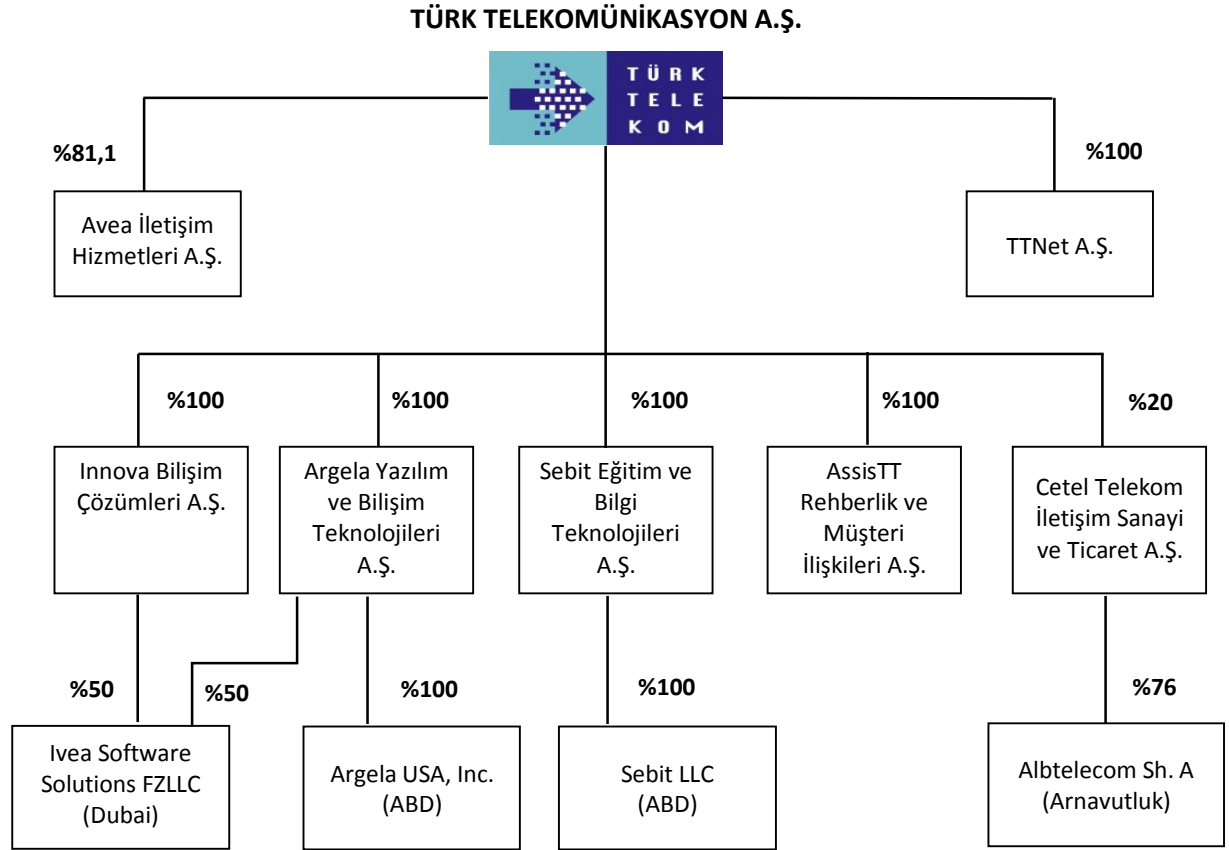 TÜRK TELEKOMÜNİKASYON A.Ş.
TÜRK
TELE
KOM
%81,1
%100
Avea İletişim
Hizmetleri A.Ş.
TTNet A.Ş.
%100
%100
%100
%100
%20
Innova Bilişim
Çözümleri A.Ş.
Argela Yazılım
ve Bilişim
Teknolojileri
A.Ş.
Sebit Eğitim ve
Bilgi
Teknolojileri
A.Ş.
AssisTT
Rehberlik ve
Müşteri
İlişkileri A.Ş.
Cetel Telekom
İletişim Sanayi
ve Ticaret A.Ş.
%50
%50
%100
%100
%76
Ivea Software
Solutions FZLLC
(Dubai)
Argela USA, Inc.
(ABD)
Sebit LLC
(ABD)
Albtelecom Sh. A
(Arnavutluk)